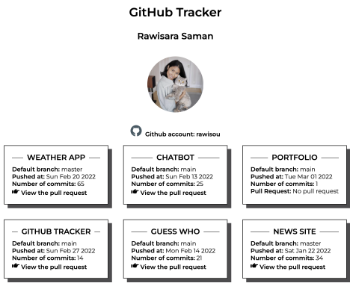 GitHub Tracker
Rawisara Saman
Github account: rawisou
WEATHER APP
Default branch: master
Pushed at: Sun Feb 20 2022
Number of commits: 65
View the pull request
CHATBOT
Default branch: main
Pushed at: Sun Feb 13 2022
Number of commits: 25
View the pull request
PORTFOLIO
Default branch: main
Pushed at: Tue Mar 01 2022
Number of commits: 1
Pull Request: No pull request
GITHUB TRACKER
Default branch: main
Pushed at: Sun Feb 27 2022
Number of commits: 14
View the pull request
GUESS WHO
Default branch: main
Pushed at: Mon Feb 14 2022
Number of commits: 21
View the pull request
NEWS SITE
Default branch: master
Pushed at: Sat Jan 22 2022
Number of commits: 34
View the pull request